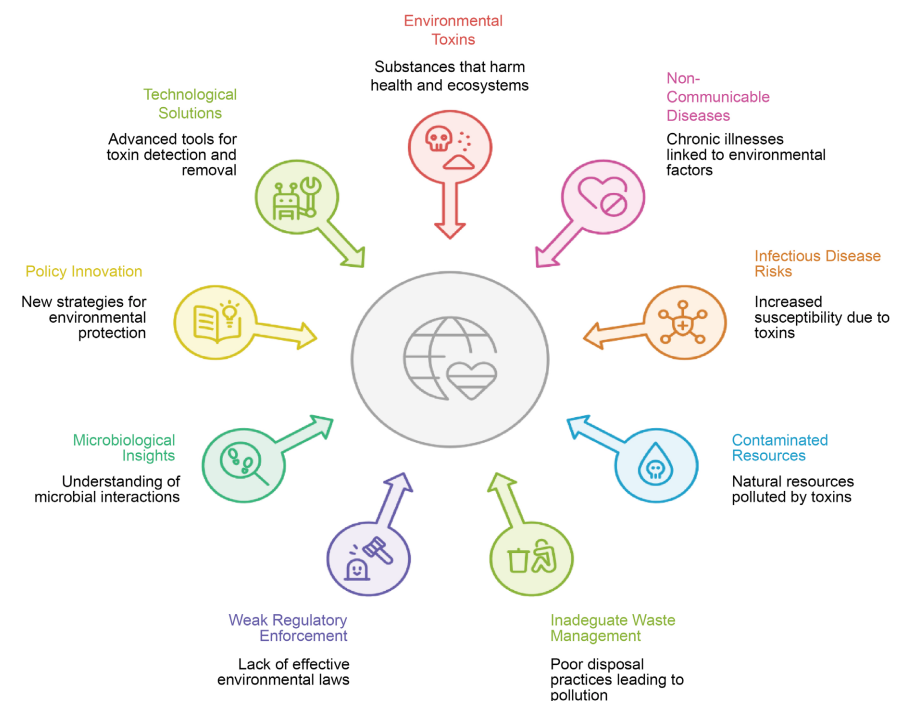 Environmental
Toxins
Substances that harm
health and ecosystems
Non-
Communicable
Diseases
Chronic illnesses
linked to environmental
factors
Infectious Disease
Risks
Increased
susceptibility due to
toxins
Contaminated
Resources
Natural resources
polluted by toxins
Inadeguate Waste
Management
Poor disposal
practices leading to
pollution
Weak Regulatory
Enforcement
Lack of effective
environmental laws
Microbiological
Insights
Understanding of
microbial interactions
Policy Innovation
New strategies for
environmental
protection
Technological
Solutions
Advanced tools for
toxin detection and
removal